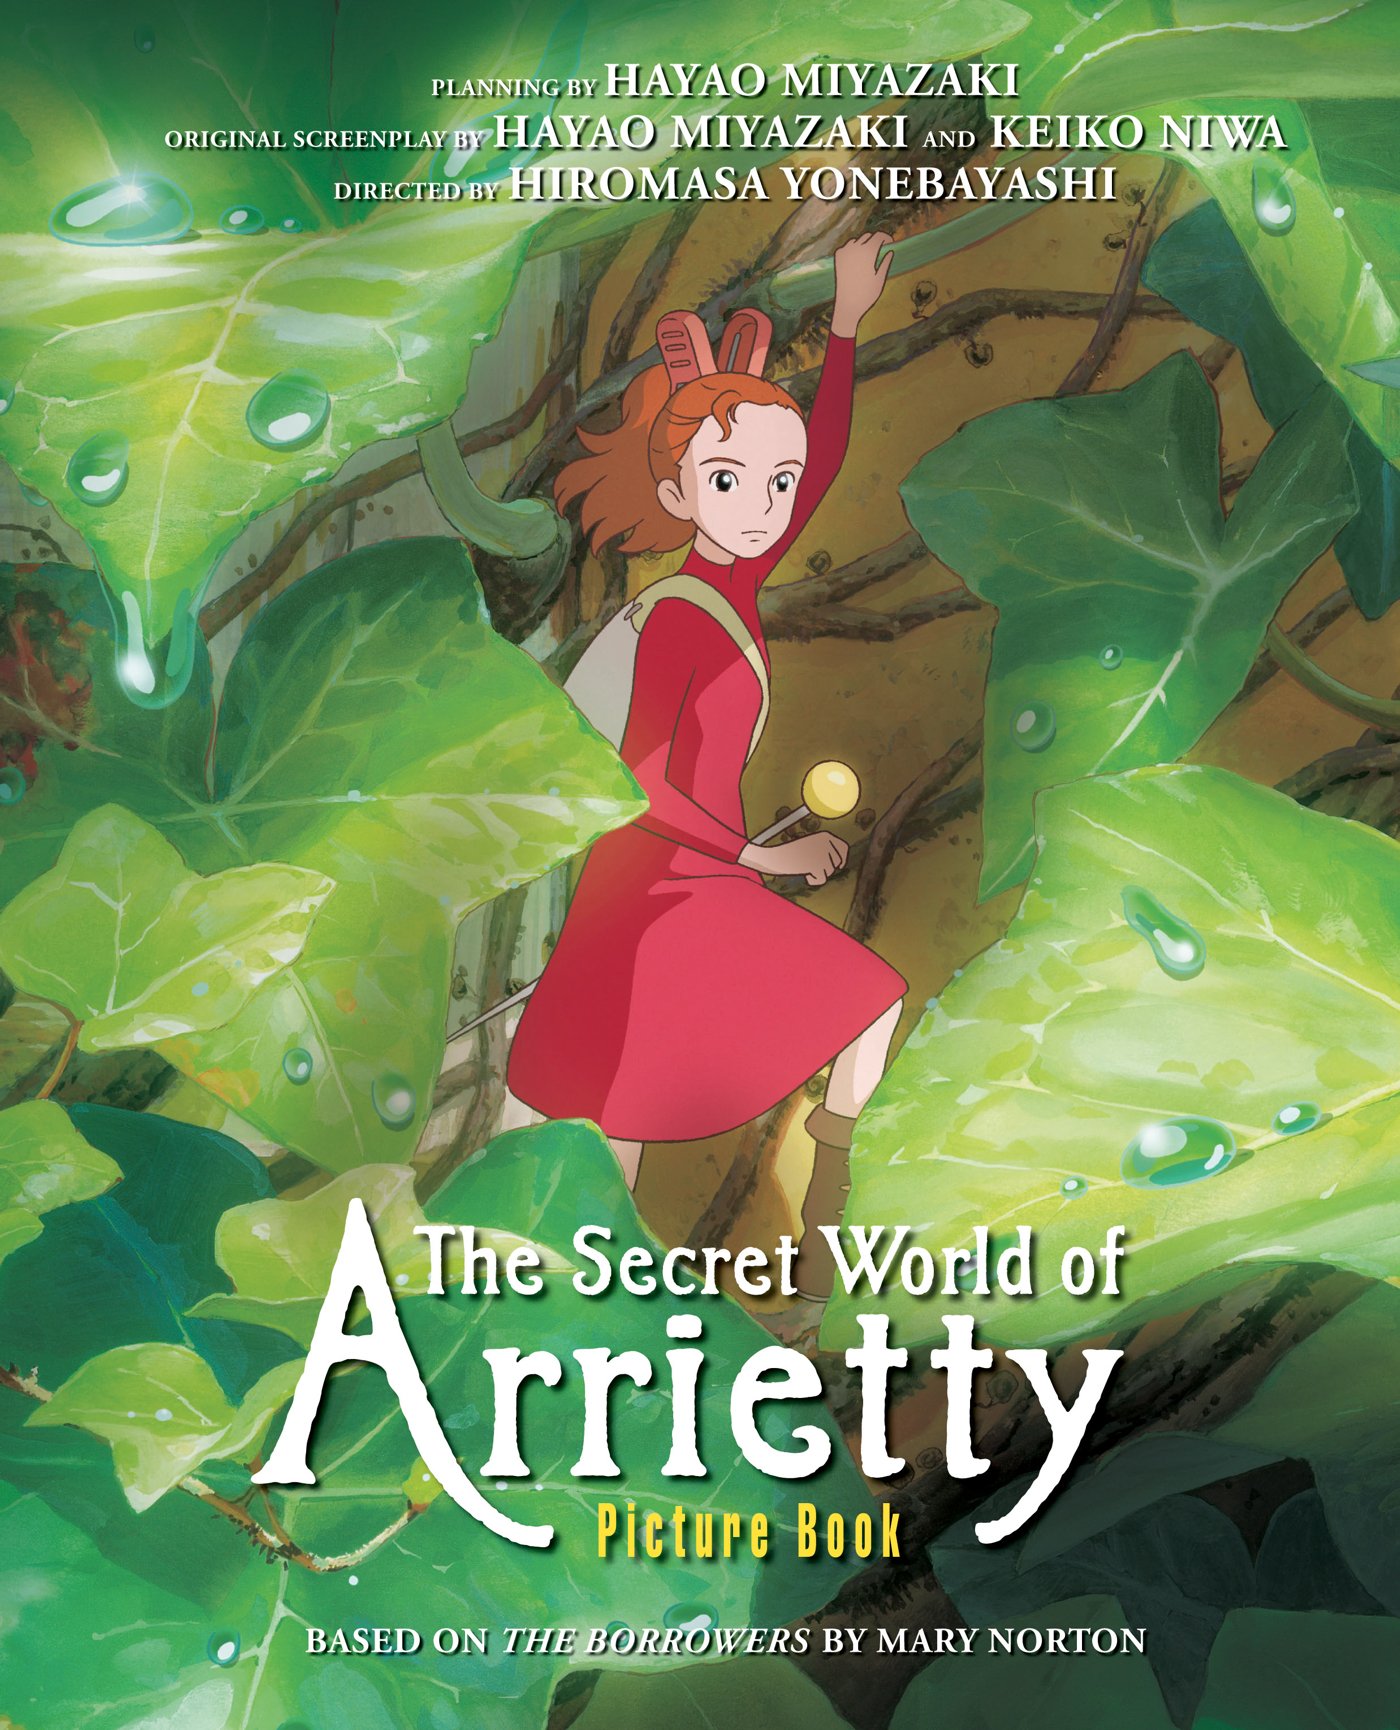 PLANNING BY HAYAO MIYAZAKI
ORIGINAL SCREENPLAY BY HAYAO MIYAZAKI AND KEIKO NIWA
DIRECTED BY HIROMASA YONEBAYASHI
The Secret World of
Arrietty
Picture Book
BASED ON THE BORROWERS BY MARY NORTON